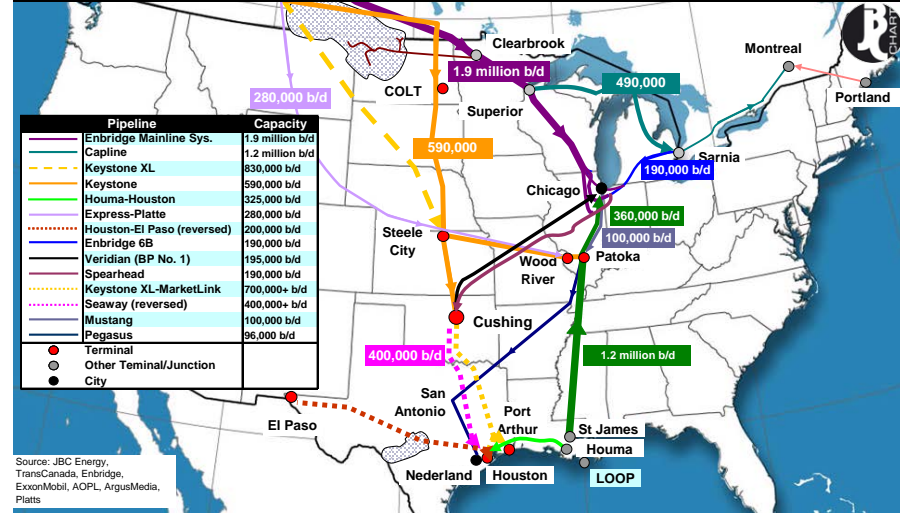 JBC
CHART
Clearbrook
Montreal
1.9 million b/d
490,000
280,000 b/d
COLT
Superior
Portland
Pipeline Capacity
Enbridge Mainline Sys. 1.9 million b/d
Capline 1.2 million b/d
Keystone XL 830,000 b/d
Keystone 590,000 b/d
Houma-Houston 325,000 b/d
Express-Platte 280,000 b/d
Houston-El Paso (reversed) 200,000 b/d
Enbridge 6B 190,000 b/d
Veridian (BP No. 1) 195,000 b/d
Spearhead 190,000 b/d
Keystone XL-MarketLink 700,000+ b/d
Seaway (reversed) 400,000+ b/d
Mustang 100,000 b/d
Pegasus 96,000 b/d
Terminal
Other Teminal/Junction
City
590,000
Sarnia
190,000 b/d
Chicago
360,000 b/d
Steele
City
100,000 b/d
Wood
River
Patoka
Cushing
400,000 b/d
1.2 million b/d
San
Antonio
Port
Arthur
El Paso
St James
Houma
Nederland
Houston
LOOP
Source: JBC Energy,
TransCanada, Enbridge,
ExxonMobil, AOPL, ArgusMedia,
Platts